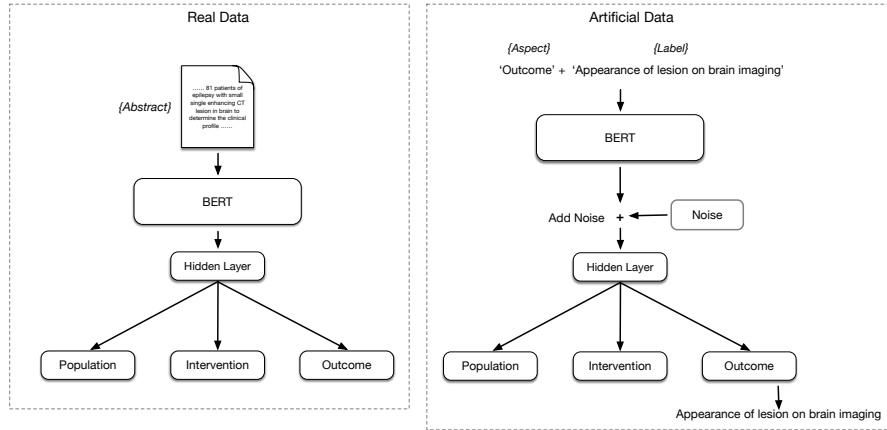 Real Data
{Abstract}
...... 81 patients of
epilepsy with small
single enhancing CT
lesion in brain to
determine the clinical
profile ......
BERT
Hidden Layer
Population
Intervention
Outcome
Artificial Data
{Aspect}
{Label}
‘Outcome’ + ‘Appearance of lesion on brain imaging’
BERT
Add Noise +
Noise
Hidden Layer
Population
Intervention
Outcome
Appearance of lesion on brain imaging